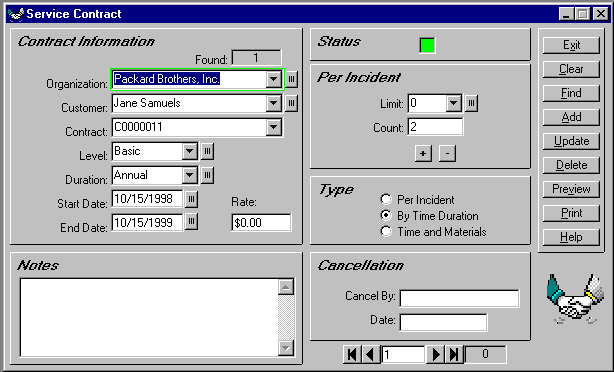 Service Contract
Contract Information
Found: 1
Organization: Packard Brothers, Inc.
Customer: Jane Samuels
Contract: C0000011
Level: Basic
Duration: Annual
Start Date: 10/15/1998
Rate:
End Date: 10/15/1999 $0.00
Notes
Status
Per Incident
Limit: 0
Count: 2
+ -
Type
Per Incident
By Time Duration
Time and Materials
Cancellation
Cancel By:
Date:
1 0
Exit
Clear
Find
Add
Update
Delete
Preview
Print
Help